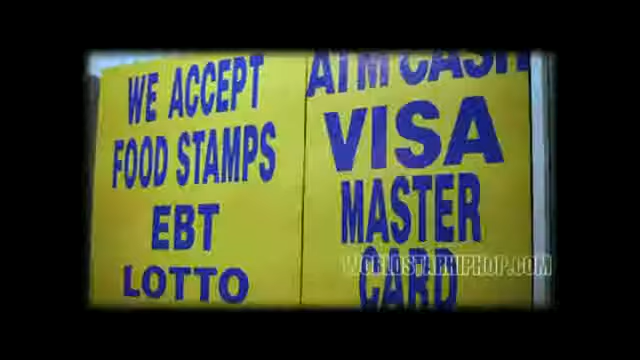 WE ACCEPT
FOOD STAMPS
EBT
LOTTO
ATM CASH
VISA
MASTER
CARD
WORLDSTARHIPHOP.COM